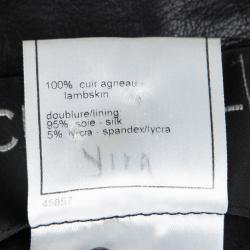 100% cuir agneau -
lambskin
doublure/lining:
95% soie - silk
5% lycra - spandex/lycra
45857